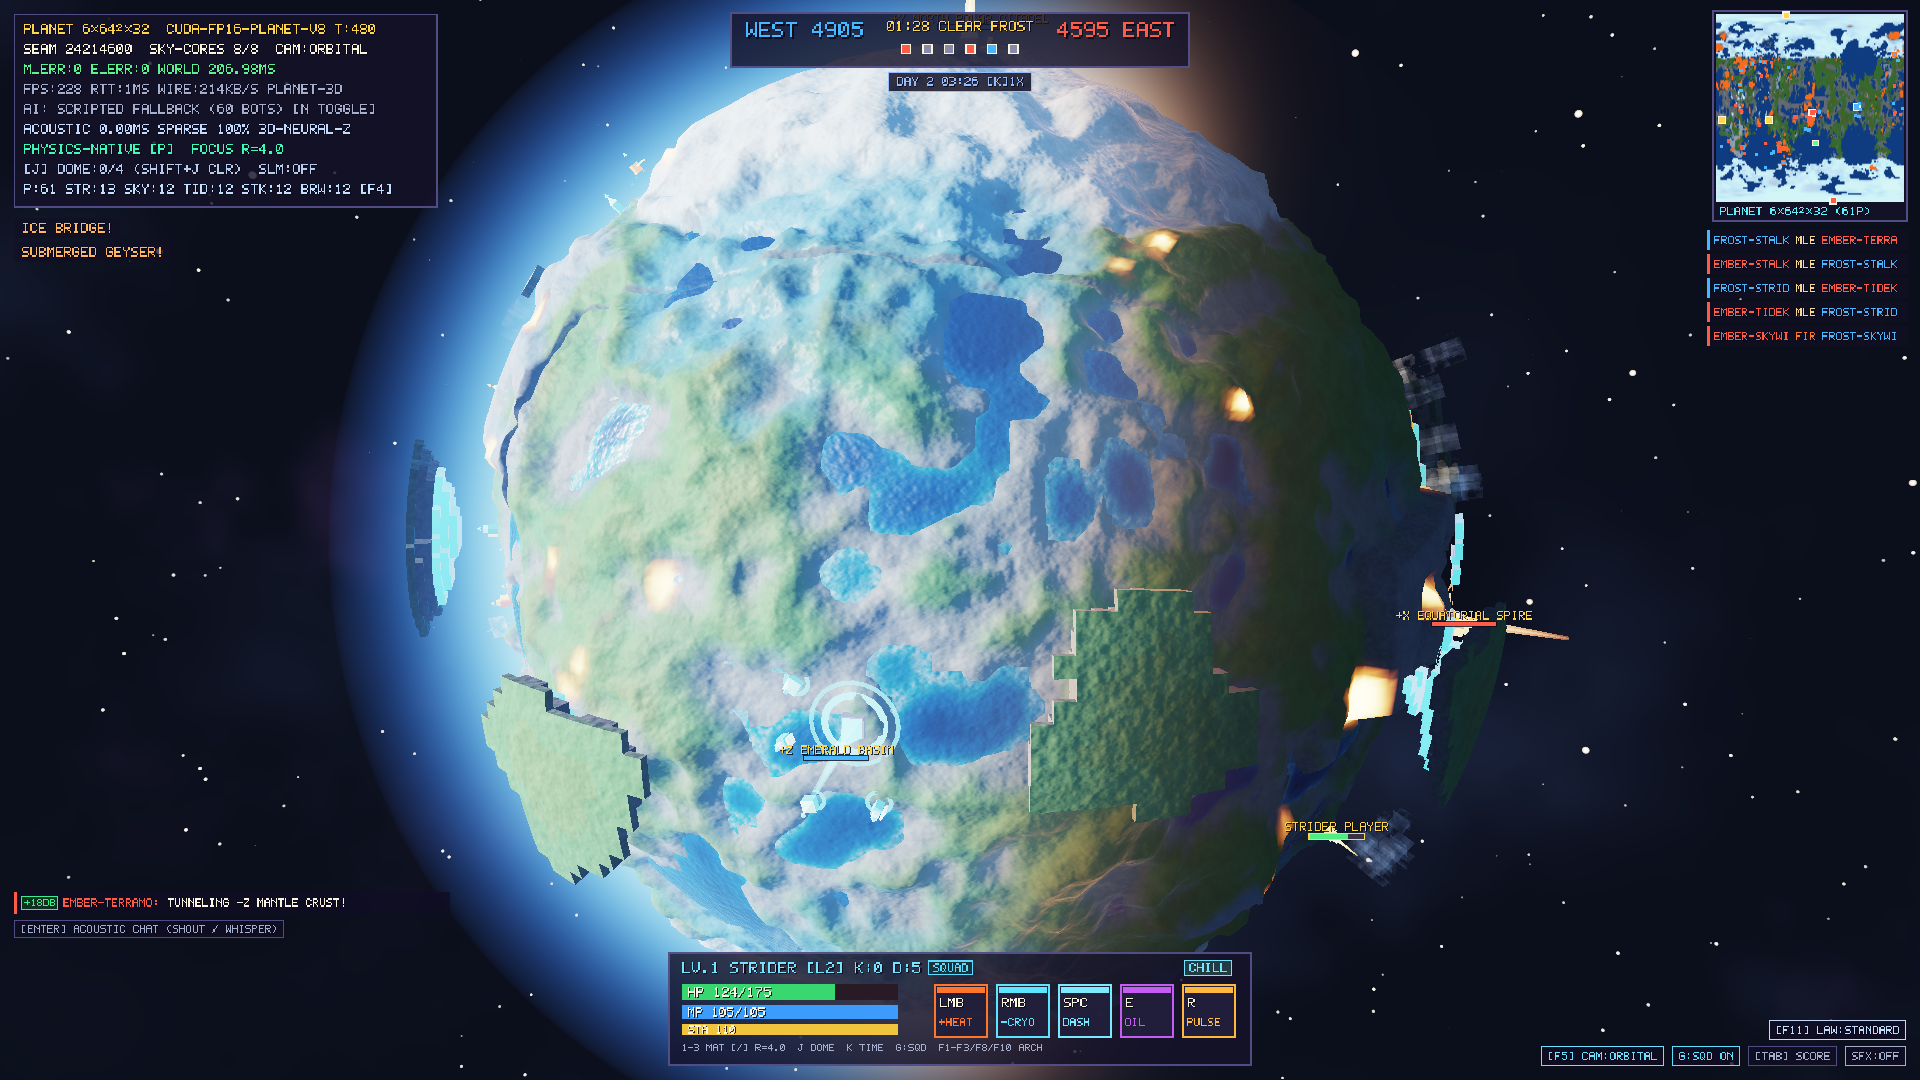 PLANET 6×64²×32  CUDA-FP16-PLANET-V8 T:480
SEAM 24214600  SKY-CORES 8/8  CAM:ORBITAL
M_ERR:0 E_ERR:0 WORLD 206.98MS
FPS:228 RTT:1MS WIRE:214KB/S PLANET-3D
AI: SCRIPTED FALLBACK (60 BOTS) [N TOGGLE]
ACOUSTIC 0.00MS SPARSE 100% 3D-NEURAL-Z
PHYSICS-NATIVE [P]  FOCUS R=4.0
[J] DOME:0/4 (SHIFT+J CLR)  SLM:OFF
P:61 STR:13 SKY:12 TID:12 STK:12 BRW:12 [F4]
ICE BRIDGE!
SUBMERGED GEYSER!
WEST 4905  01:28 CLEAR FROST  4595 EAST
DAY 2 03:26 [K]1X
PLANET 6×64²×32 (61P)
FROST-STALK MLE EMBER-TERRA
EMBER-STALK MLE FROST-STALK
FROST-STRID MLE EMBER-TIDEK
EMBER-TIDEK MLE FROST-STRID
EMBER-SKYWI FIR FROST-SKYWI
+X EQUATORIAL SPIRE
+Z EMERALD BASIN
STRIDER PLAYER
+18DB EMBER-TERRAMO: TUNNELING -Z MANTLE CRUST!
[ENTER] ACOUSTIC CHAT (SHOUT / WHISPER)
LV.1 STRIDER [L2] K:0 D:5 SQUAD CHILL
HP 124/175
MP 105/105
STA 110
LMB +HEAT
RMB -CRYO
SPC DASH
E OIL
R PULSE
1-3 MAT [/] R=4.0  J DOME  K TIME  G:SQD  F1-F3/F8/F10 ARCH
[F11] LAW:STANDARD
[F5] CAM:ORBITAL  G:SQD ON  [TAB] SCORE  SFX:OFF